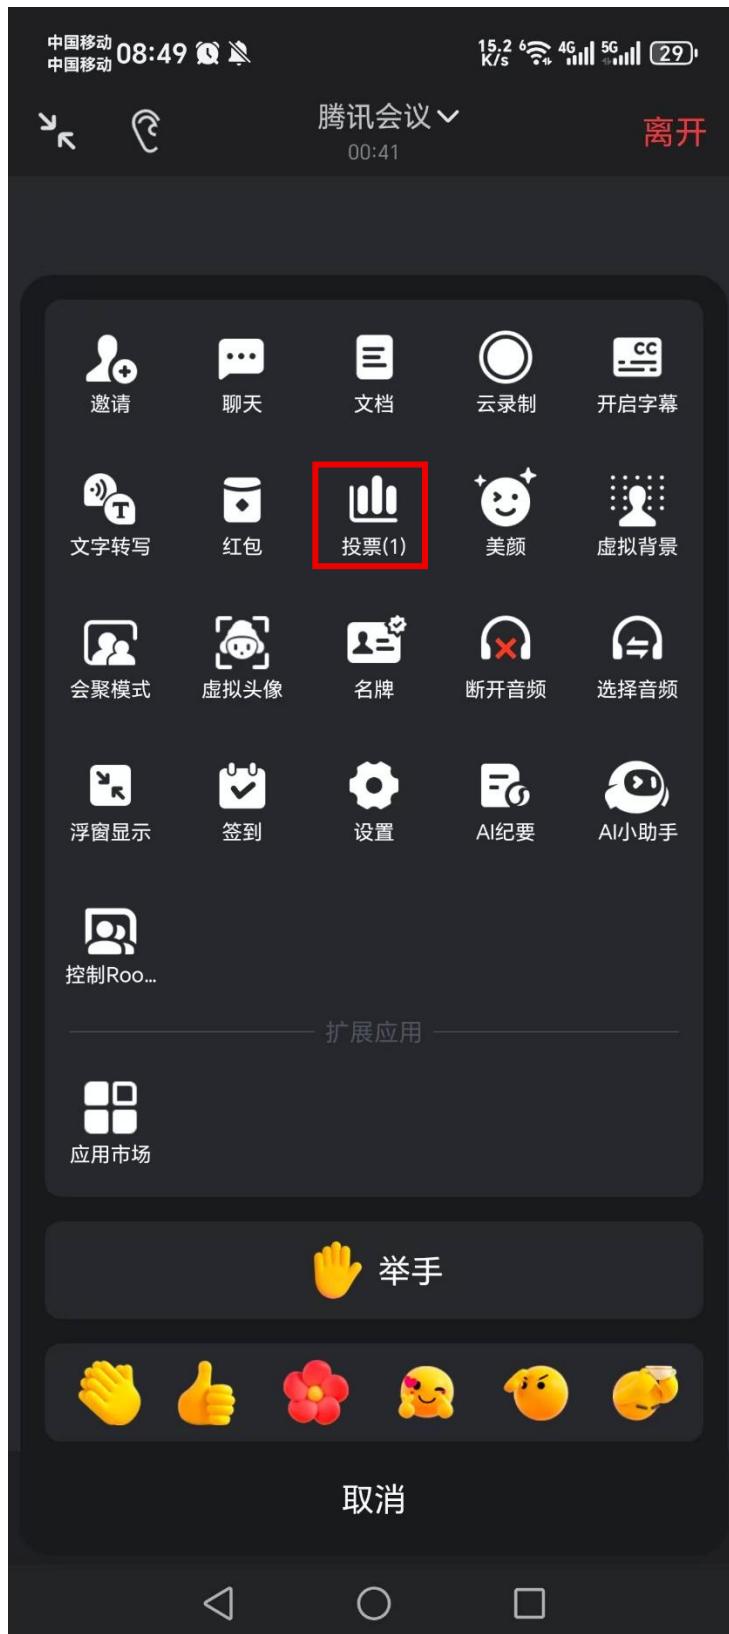 中国移动
中国移动 08:49
15.2 K/s 6 4G 5G 29
腾讯会议
离开
00:41
邀请 聊天 文档 云录制 开启字幕
文字转写 红包 投票(1) 美颜 虚拟背景
会聚模式 虚拟头像 名牌 断开音频 选择音频
浮窗显示 签到 设置 AI纪要 AI小助手
控制Roo...
扩展应用
应用市场
举手
取消